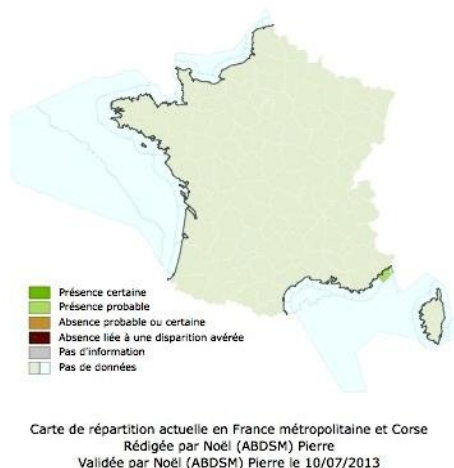 Présence certaine
Présence probable
Absence probable ou certaine
Absence liée à une disparition avérée
Pas d'information
Pas de données
Carte de répartition actuelle en France métropolitaine et Corse
Rédigée par Noël (ABDSM) Pierre
Validée par Noël (ABDSM) Pierre le 10/07/2013